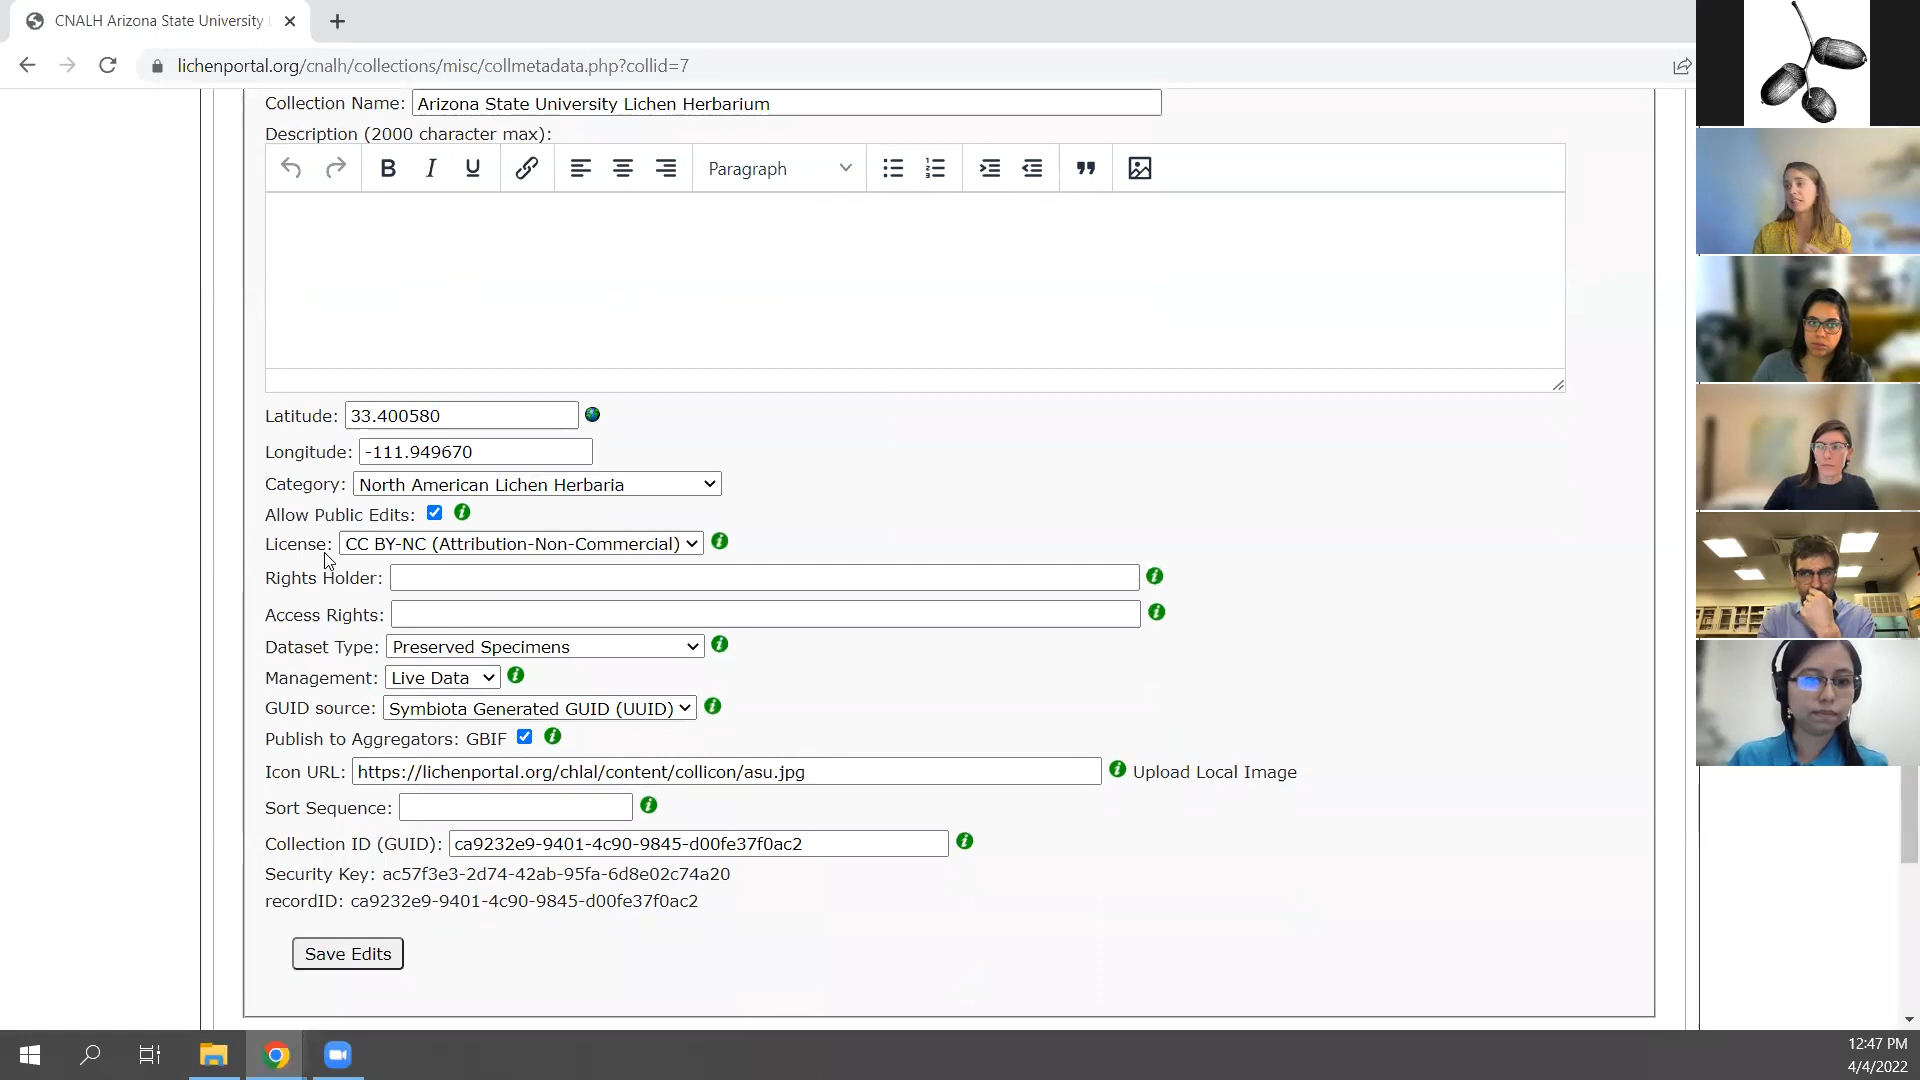 CNALH Arizona State University
lichenportal.org/cnalh/collections/misc/collmetadata.php?collid=7
Collection Name: Arizona State University Lichen Herbarium
Description (2000 character max):
B I U Paragraph
Latitude: 33.400580
Longitude: -111.949670
Category: North American Lichen Herbaria
Allow Public Edits:
License: CC BY-NC (Attribution-Non-Commercial)
Rights Holder:
Access Rights:
Dataset Type: Preserved Specimens
Management: Live Data
GUID source: Symbiota Generated GUID (UUID)
Publish to Aggregators: GBIF
Icon URL: https://lichenportal.org/chlal/content/collicon/asu.jpg Upload Local Image
Sort Sequence:
Collection ID (GUID): ca9232e9-9401-4c90-9845-d00fe37f0ac2
Security Key: ac57f3e3-2d74-42ab-95fa-6d8e02c74a20
recordID: ca9232e9-9401-4c90-9845-d00fe37f0ac2
Save Edits
12:47 PM
4/4/2022